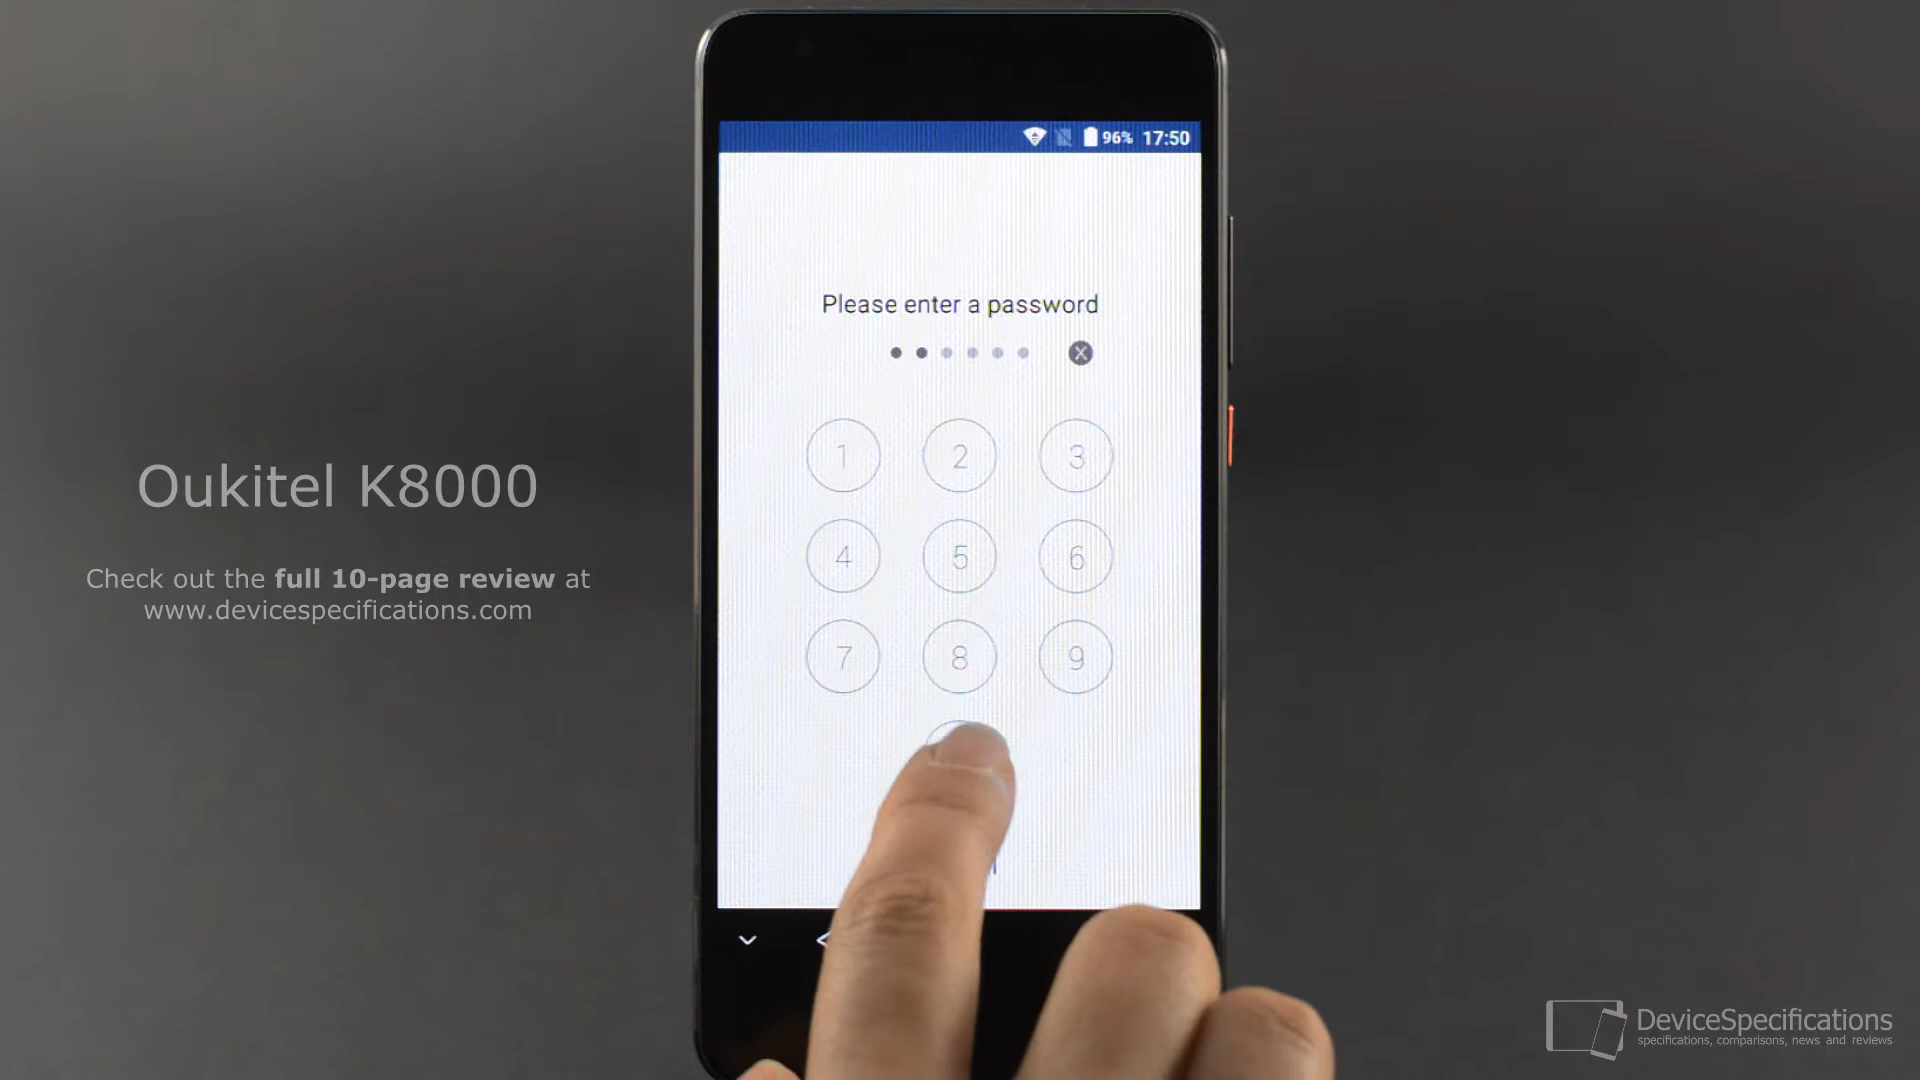 96% 17:50
Please enter a password
X
1 2 3
4 5 6
7 8 9
Oukitel K8000
Check out the full 10-page review at
www.devicespecifications.com
DeviceSpecifications
specifications, comparisons, news and reviews